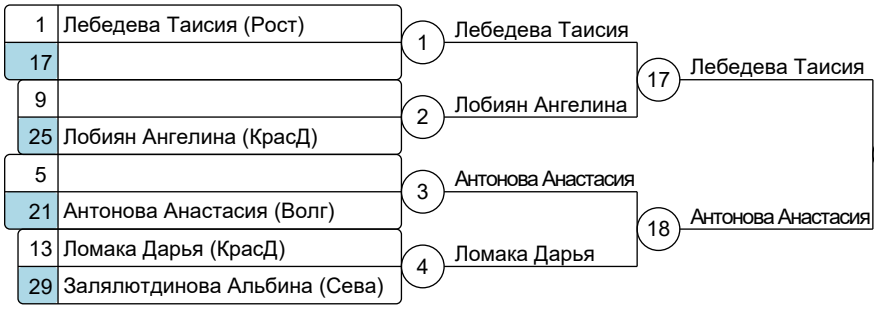 1 Лебедева Таисия (Рост)
17
9
25 Лобиян Ангелина (КрасД)
5
21 Антонова Анастасия (Волг)
13 Ломака Дарья (КрасД)
29 Залялютдинова Альбина (Сева)
1 Лебедева Таисия
2 Лобиян Ангелина
3 Антонова Анастасия
4 Ломака Дарья
17 Лебедева Таисия
18 Антонова Анастасия